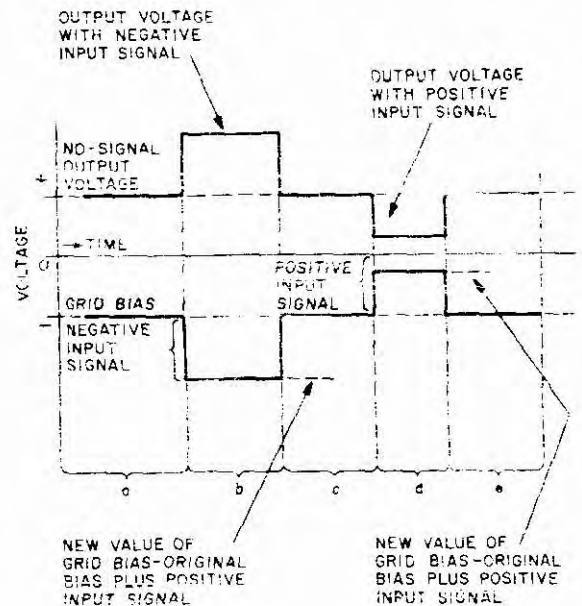 OUTPUT VOLTAGE
WITH NEGATIVE
INPUT SIGNAL
OUTPUT VOLTAGE
WITH POSITIVE
INPUT SIGNAL
NO-SIGNAL
OUTPUT
VOLTAGE
+
→ TIME
0
VOLTAGE
POSITIVE
INPUT
SIGNAL
GRID BIAS
–
NEGATIVE
INPUT
SIGNAL
a b c d e
NEW VALUE OF
GRID BIAS-ORIGINAL
BIAS PLUS POSITIVE
INPUT SIGNAL
NEW VALUE OF
GRID BIAS-ORIGINAL
BIAS PLUS POSITIVE
INPUT SIGNAL